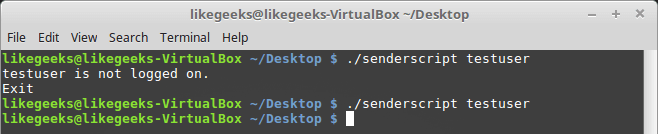 likegeeks@likegeeks-VirtualBox ~/Desktop
File Edit View Search Terminal Help
likegeeks@likegeeks-VirtualBox ~/Desktop $ ./senderscript testuser
testuser is not logged on.
Exit
likegeeks@likegeeks-VirtualBox ~/Desktop $ ./senderscript testuser
likegeeks@likegeeks-VirtualBox ~/Desktop $